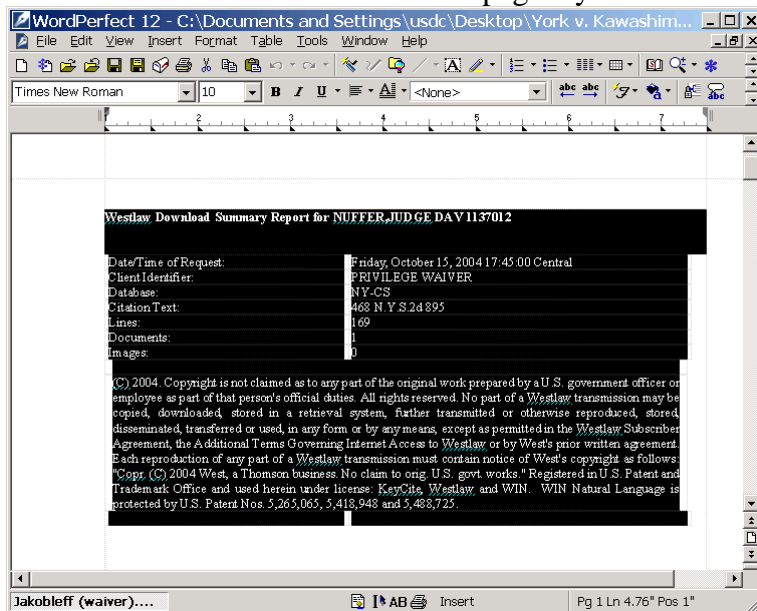 page y
WordPerfect 12 - C:\Documents and Settings\usdc\Desktop\York v. Kawashim...
File Edit View Insert Format Table Tools Window Help
Times New Roman 10 B I U A <None> abc abc abc
2 3 4 5 6 7
Westlaw Download Summary Report for NUFFER,JUDGE DAV 1137012
Date/Time of Request: Friday, October 15, 2004 17:45:00 Central
Client Identifier: PRIVILEGE WAIVER
Database: NY-CS
Citation Text: 468 N.Y.S.2d 895
Lines: 169
Documents: 1
Images: 0
(C) 2004. Copyright is not claimed as to any part of the original work prepared by a U.S. government officer or
employee as part of that person's official duties. All rights reserved. No part of a Westlaw transmission may be
copied, downloaded, stored in a retrieval system, further transmitted or otherwise reproduced, stored,
disseminated, transferred or used, in any form or by any means, except as permitted in the Westlaw Subscriber
Agreement, the Additional Terms Governing Internet Access to Westlaw or by West's prior written agreement.
Each reproduction of any part of a Westlaw transmission must contain notice of West's copyright as follows:
"Copr. (C) 2004 West, a Thomson business. No claim to orig. U.S. govt. works." Registered in U.S. Patent and
Trademark Office and used herein under license: KeyCite, Westlaw and WIN. WIN Natural Language is
protected by U.S. Patent Nos. 5,265,065, 5,418,948 and 5,488,725.
Jakobleff (waiver).... AB Insert Pg 1 Ln 4.76" Pos 1"